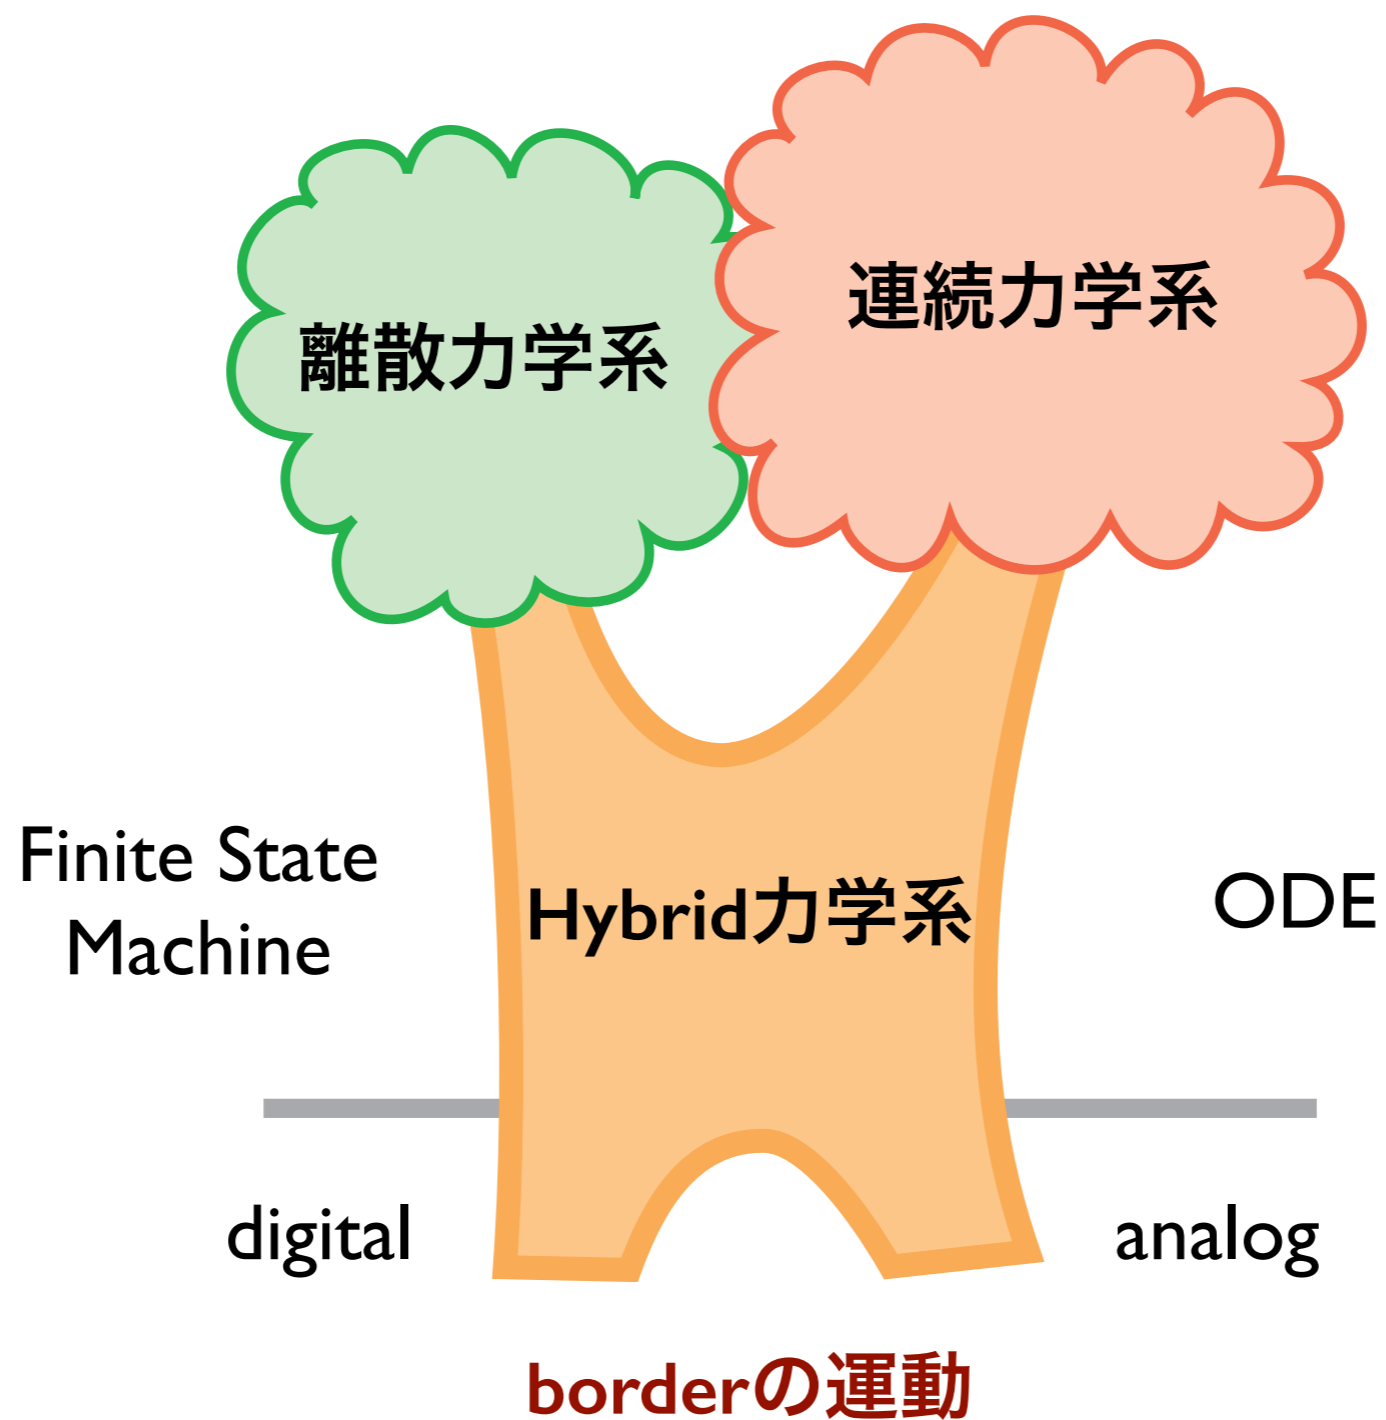 連続力学系
離散力学系
Finite State
Machine
Hybrid力学系
ODE
digital
analog
borderの運動